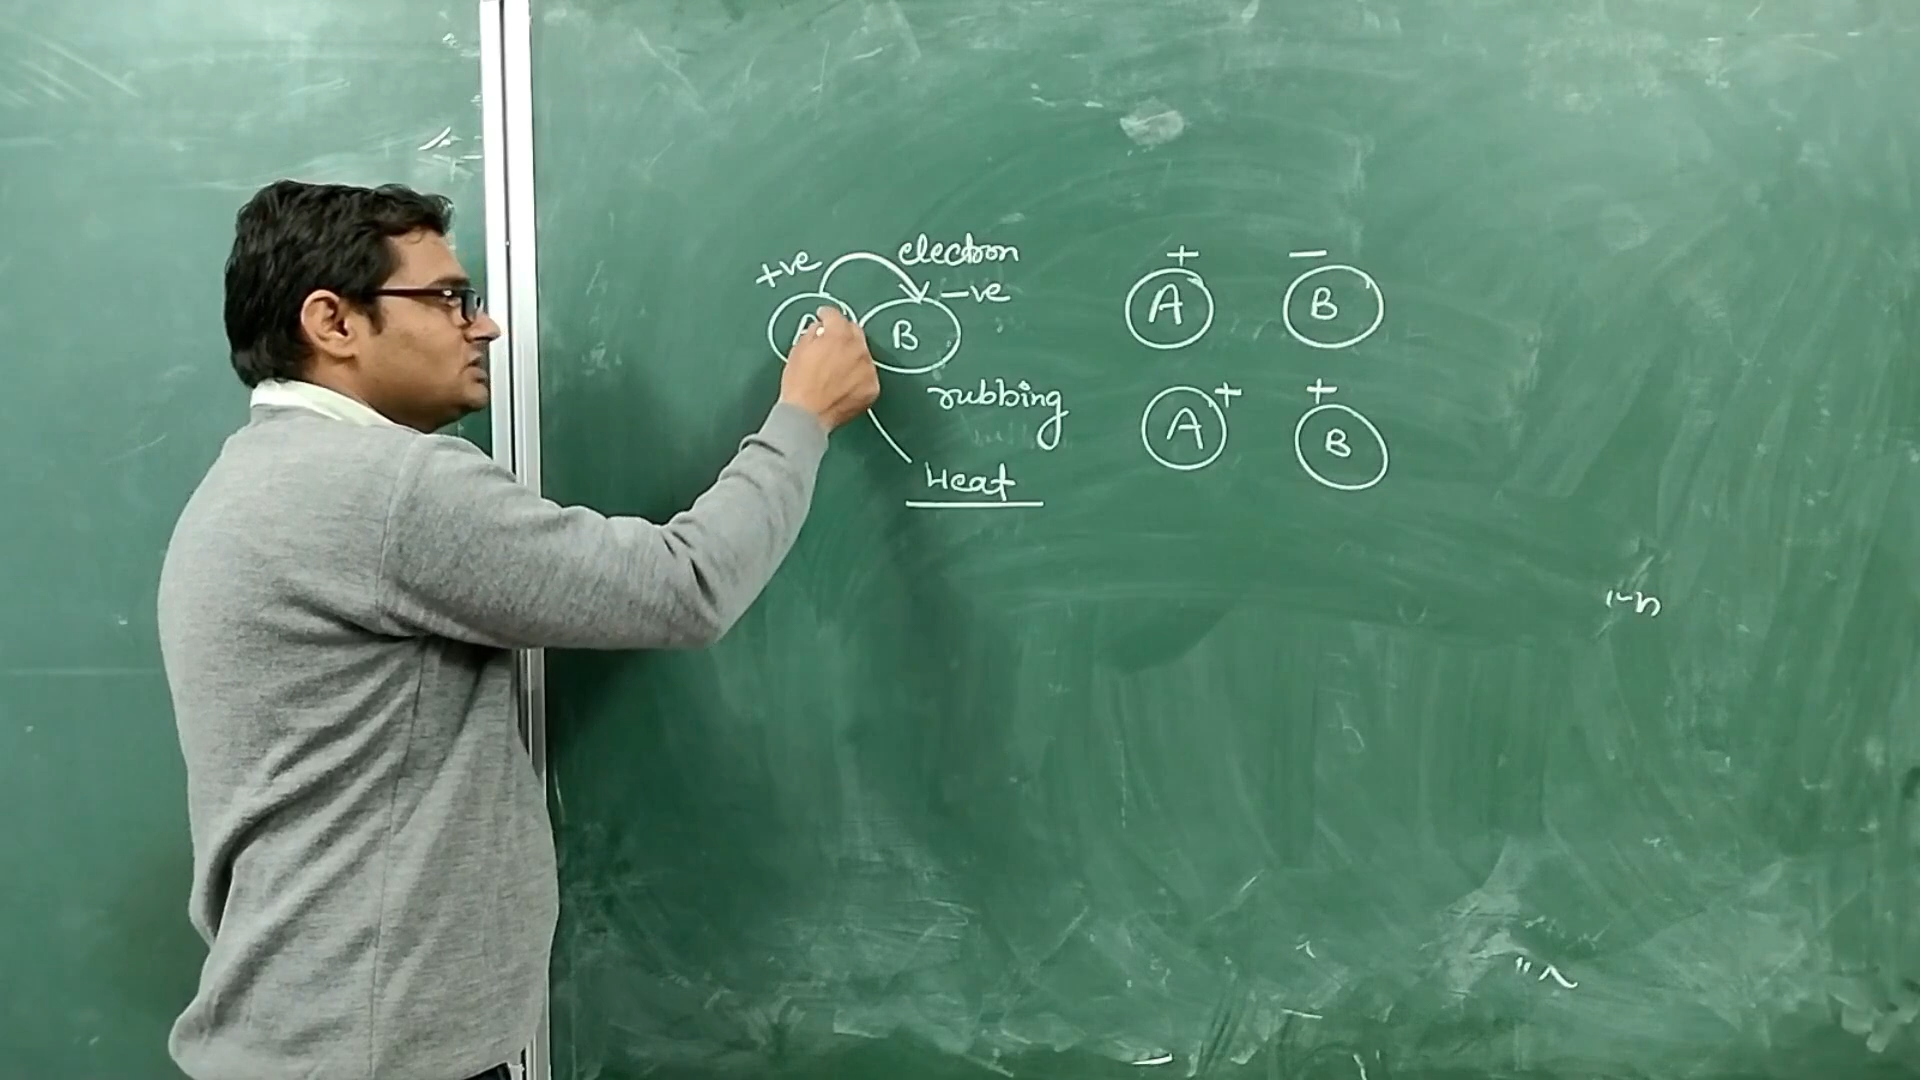 +ve electron
-ve
A B
rubbing
Heat
+ -
A B
+ +
A B